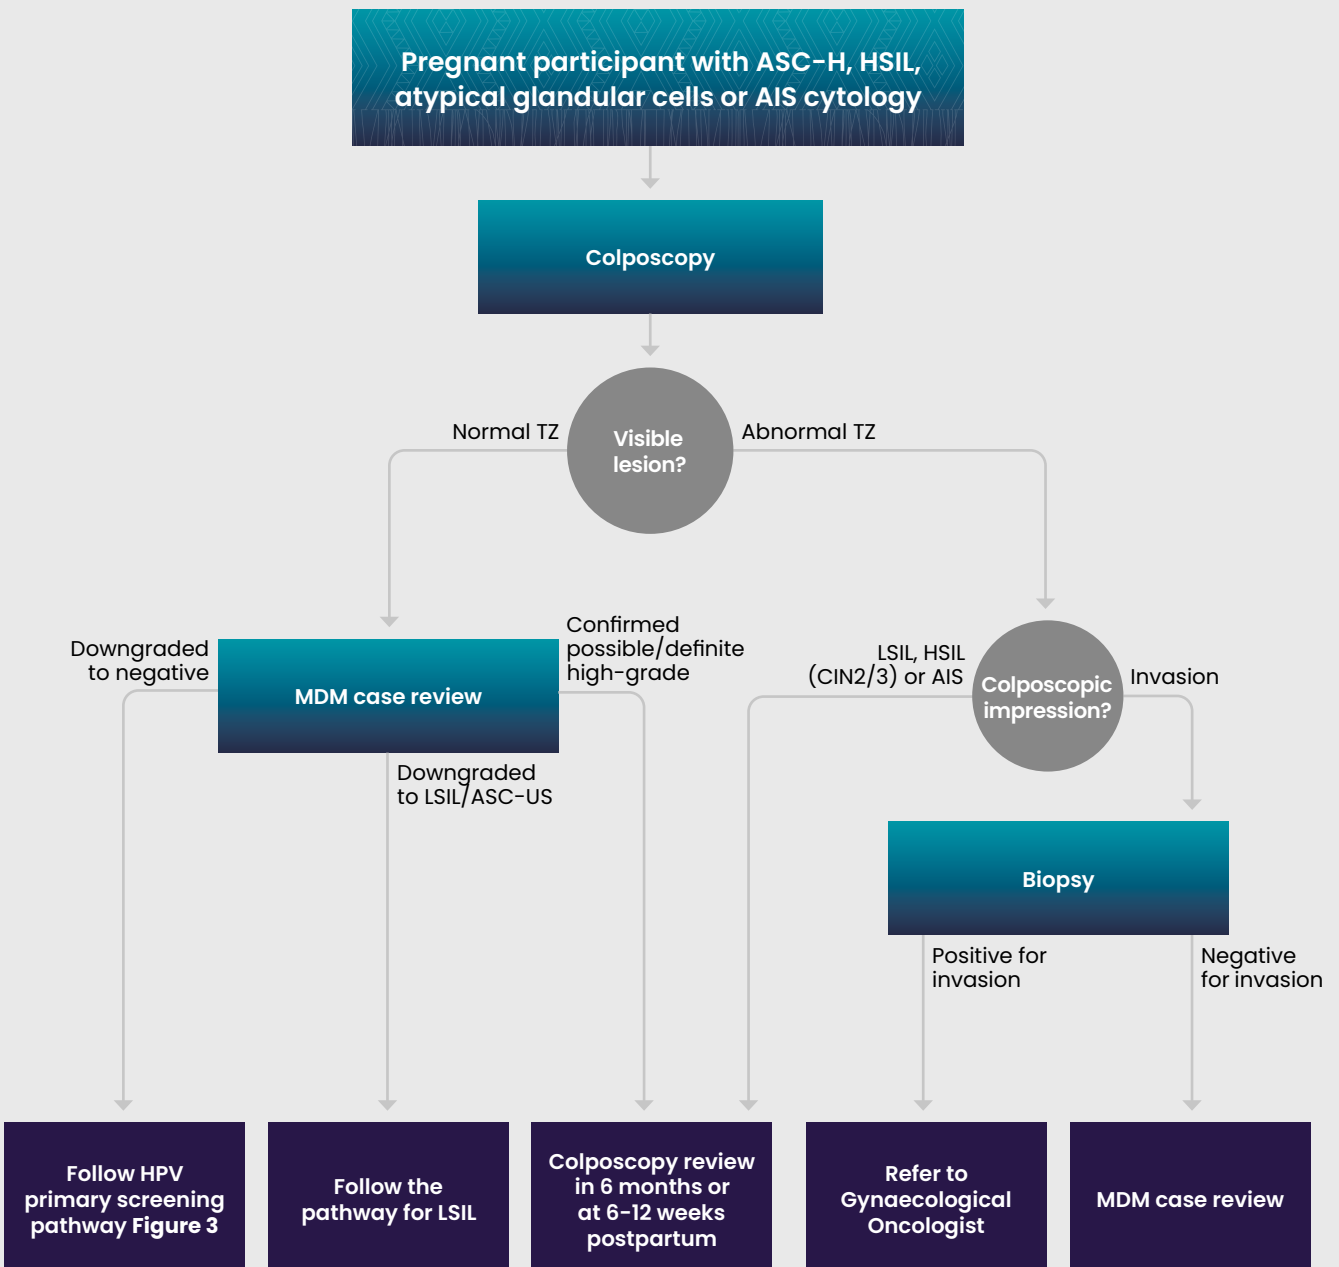 Pregnant participant with ASC-H, HSIL,
atypical glandular cells or AIS cytology
Colposcopy
Normal TZ
Visible
lesion?
Abnormal TZ
Downgraded
to negative
MDM case review
Confirmed
possible/definite
high-grade
Downgraded
to LSIL/ASC-US
LSIL, HSIL
(CIN2/3) or AIS
Colposcopic
impression?
Invasion
Biopsy
Positive for
invasion
Negative
for invasion
Follow HPV
primary screening
pathway Figure 3
Follow the
pathway for LSIL
Colposcopy review
in 6 months or
at 6-12 weeks
postpartum
Refer to
Gynaecological
Oncologist
MDM case review